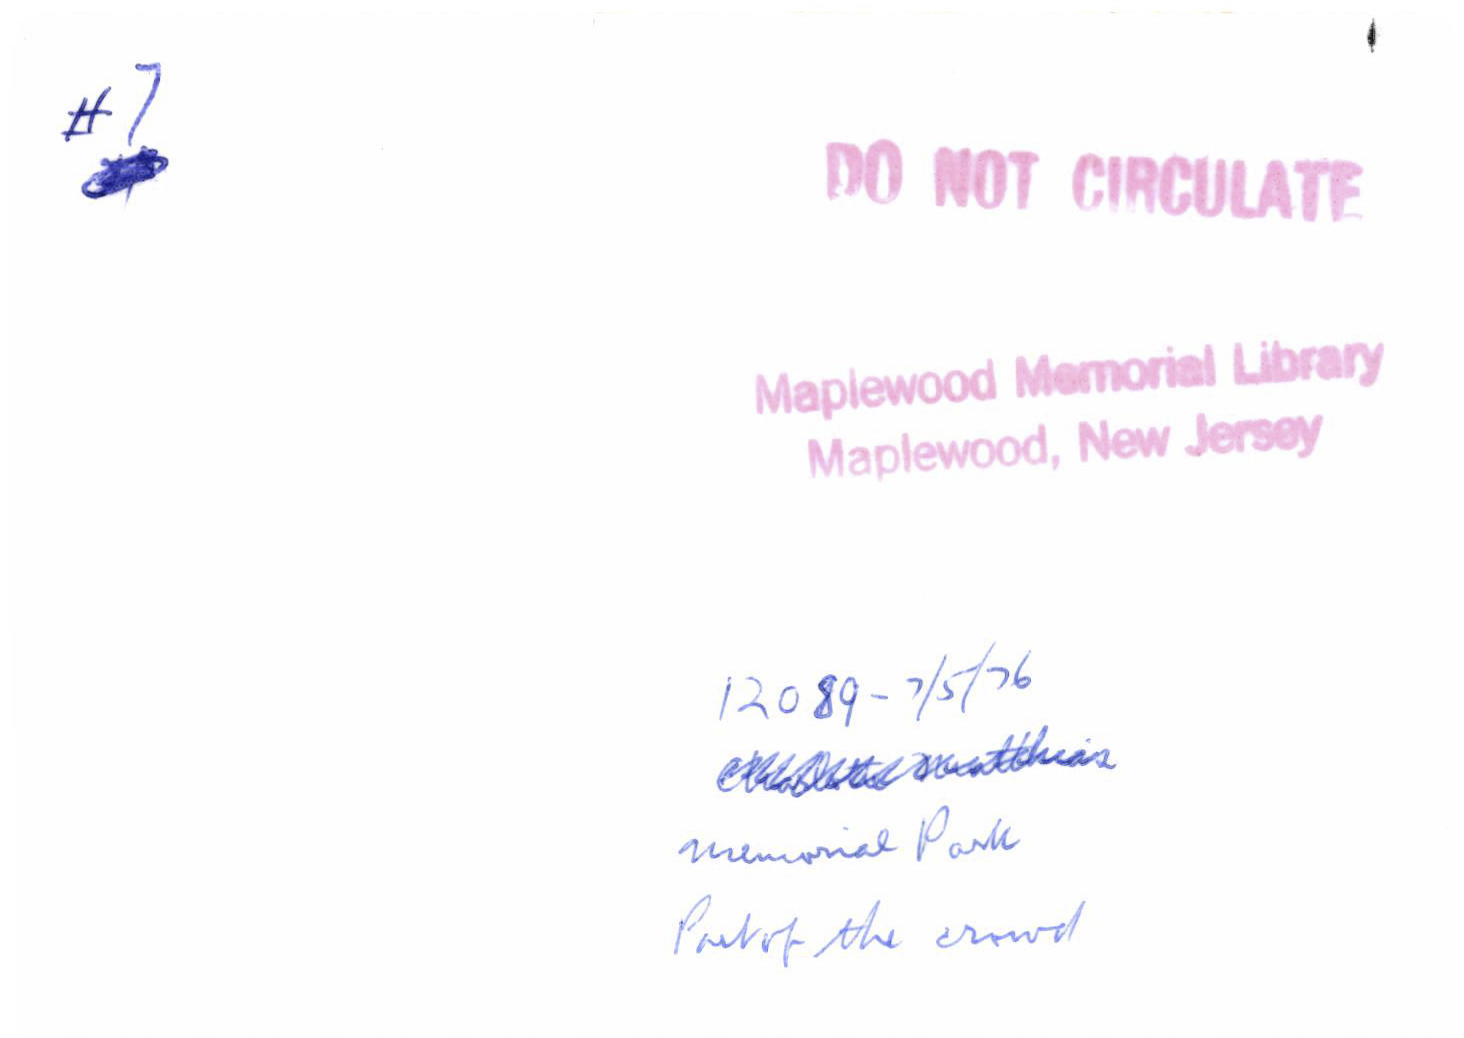 #7
DO NOT CIRCULATE
Maplewood Memorial Library
Maplewood, New Jersey
12089-7/5/76
Matthias
Memorial Park
Part of the crowd